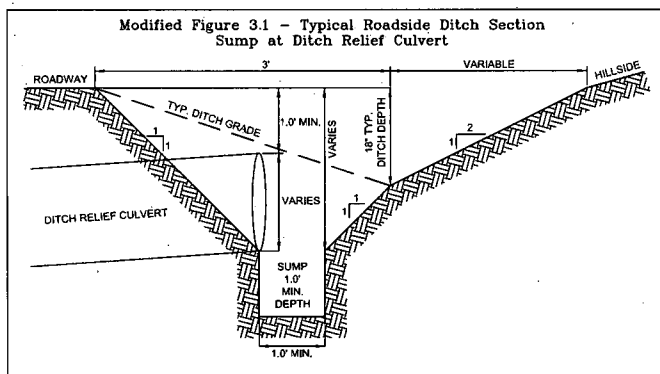 Modified Figure 3.1 – Typical Roadside Ditch Section
Sump at Ditch Relief Culvert
ROADWAY
3'
VARIABLE
HILLSIDE
TYP. DITCH GRADE
1.0' MIN.
VARIES
18" TYP.
DITCH DEPTH
2
1
1
1
DITCH RELIEF CULVERT
VARIES
1
1
SUMP
1.0'
MIN.
DEPTH
1.0' MIN.